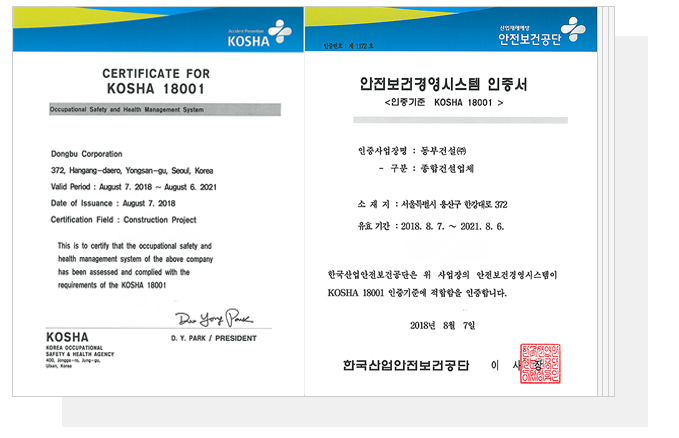 Accident Prevention
KOSHA
CERTIFICATE FOR
KOSHA 18001
Occupational Safety and Health Management System
Dongbu Corporation
372, Hangang-daero, Yongsan-gu, Seoul, Korea
Valid Period : August 7. 2018 ~ August 6. 2021
Date of Issuance : August 7. 2018
Certification Field : Construction Project
This is to certify that the occupational safety and
health management system of the above company
has been assessed and complied with the
requirements of the KOSHA 18001
Duo Yong Park
D. Y. PARK / PRESIDENT
KOSHA
KOREA OCCUPATIONAL
SAFETY & HEALTH AGENCY
400, Jongga-ro, Jung-gu,
Ulsan, Korea
인증번호 : 제 1172 호
산업재해예방
안전보건공단
안전보건경영시스템 인증서
<인증기준 KOSHA 18001 >
인증사업장명 : 동부건설㈜
- 구분 : 종합건설업체
소 재 지 : 서울특별시 용산구 한강대로 372
유효 기간 : 2018. 8. 7. ~ 2021. 8. 6.
한국산업안전보건공단은 위 사업장의 안전보건경영시스템이
KOSHA 18001 인증기준에 적합함을 인증합니다.
2018년 8월 7일
한국산업안전보건공단 이 사 장